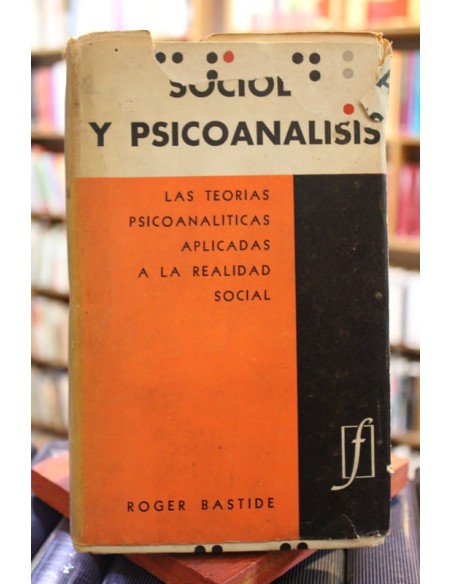 SOCIOL
Y PSICOANALISIS
LAS TEORIAS
PSICOANALITICAS
APLICADAS
A LA REALIDAD
SOCIAL
f
ROGER BASTIDE